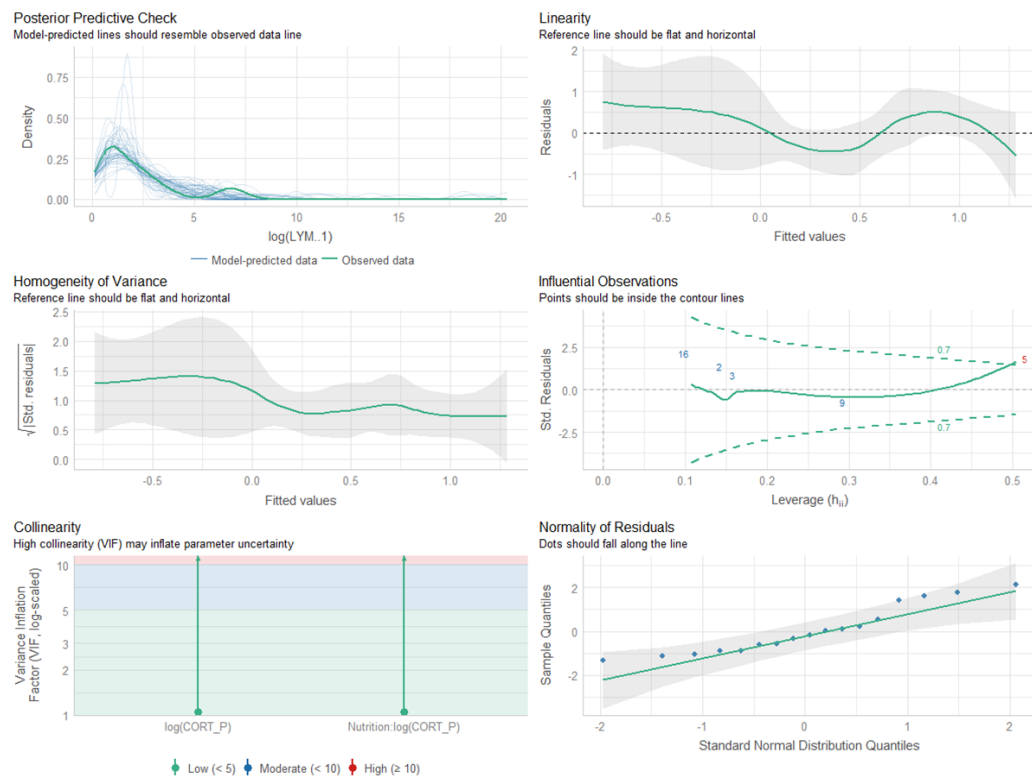 Posterior Predictive Check
Model-predicted lines should resemble observed data line
Density
0.75
0.50
0.25
0.00
0
5
10
15
20
log(LYM..1)
Model-predicted data
Observed data
Linearity
Reference line should be flat and horizontal
Residuals
2
1
0
-1
-0.5
0.0
0.5
1.0
Fitted values
Homogeneity of Variance
Reference line should be flat and horizontal
√|Std. residuals|
2.5
2.0
1.5
1.0
0.5
0.0
-0.5
0.0
0.5
1.0
Fitted values
Influential Observations
Points should be inside the contour lines
Std. Residuals
2.5
0.0
-2.5
16
2
3
9
5
0.7
0.7
0.0
0.1
0.2
0.3
0.4
0.5
Leverage (hii)
Collinearity
High collinearity (VIF) may inflate parameter uncertainty
Variance Inflation
Factor (VIF, log-scaled)
10
5
3
2
1
log(CORT_P)
Nutrition:log(CORT_P)
Low (< 5)
Moderate (< 10)
High (≥ 10)
Normality of Residuals
Dots should fall along the line
Sample Quantiles
2
0
-2
-2
-1
0
1
2
Standard Normal Distribution Quantiles